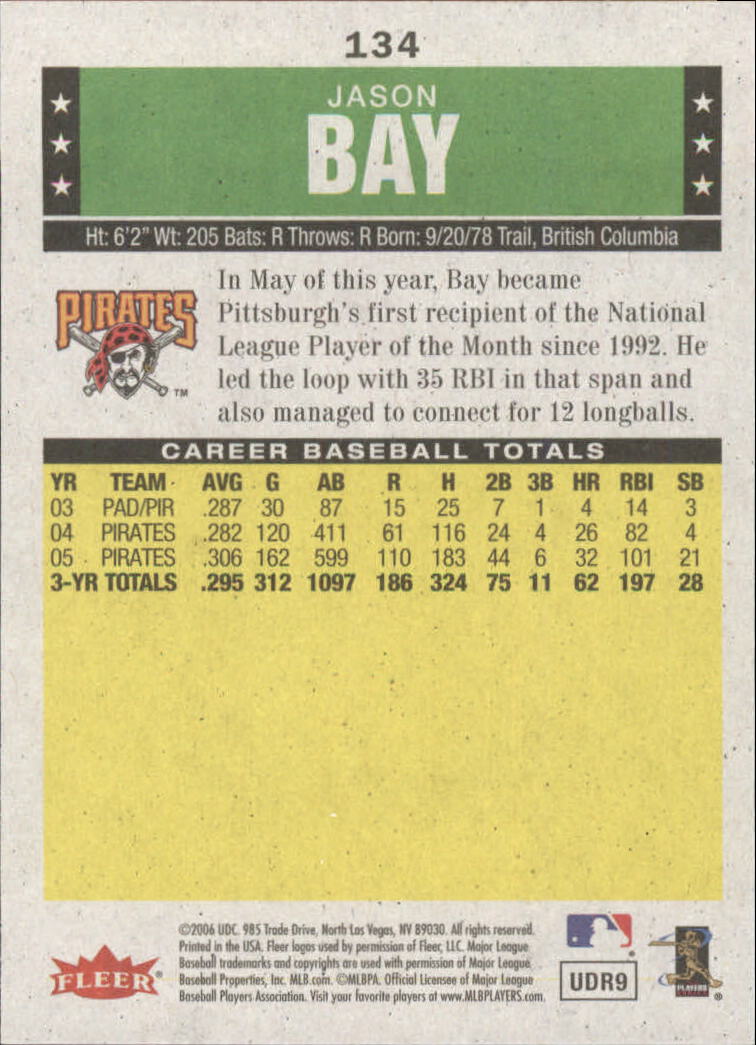 134
JASON
BAY
Ht: 6'2" Wt: 205 Bats: R Throws: R Born: 9/20/78 Trail, British Columbia
PIRATES
TM
In May of this year, Bay became
Pittsburgh's first recipient of the National
League Player of the Month since 1992. He
led the loop with 35 RBI in that span and
also managed to connect for 12 longballs.
CAREER BASEBALL TOTALS
YR TEAM AVG G AB R H 2B 3B HR RBI SB
03 PAD/PIR .287 30 87 15 25 7 1 4 14 3
04 PIRATES .282 120 411 61 116 24 4 26 82 4
05 PIRATES .306 162 599 110 183 44 6 32 101 21
3-YR TOTALS .295 312 1097 186 324 75 11 62 197 28
©2006 UDC. 985 Trade Drive, North Las Vegas, NV 89030. All rights reserved.
Printed in the USA. Fleer logos used by permission of Fleer, LLC. Major League
Baseball trademarks and copyrights are used with permission of Major League
Baseball Properties, Inc. MLB.com. ©MLBPA. Official Licensee of Major League
Baseball Players Association. Visit your favorite players at www.MLBPLAYERS.com.
FLEER®
UDR9
PLAYERS
®